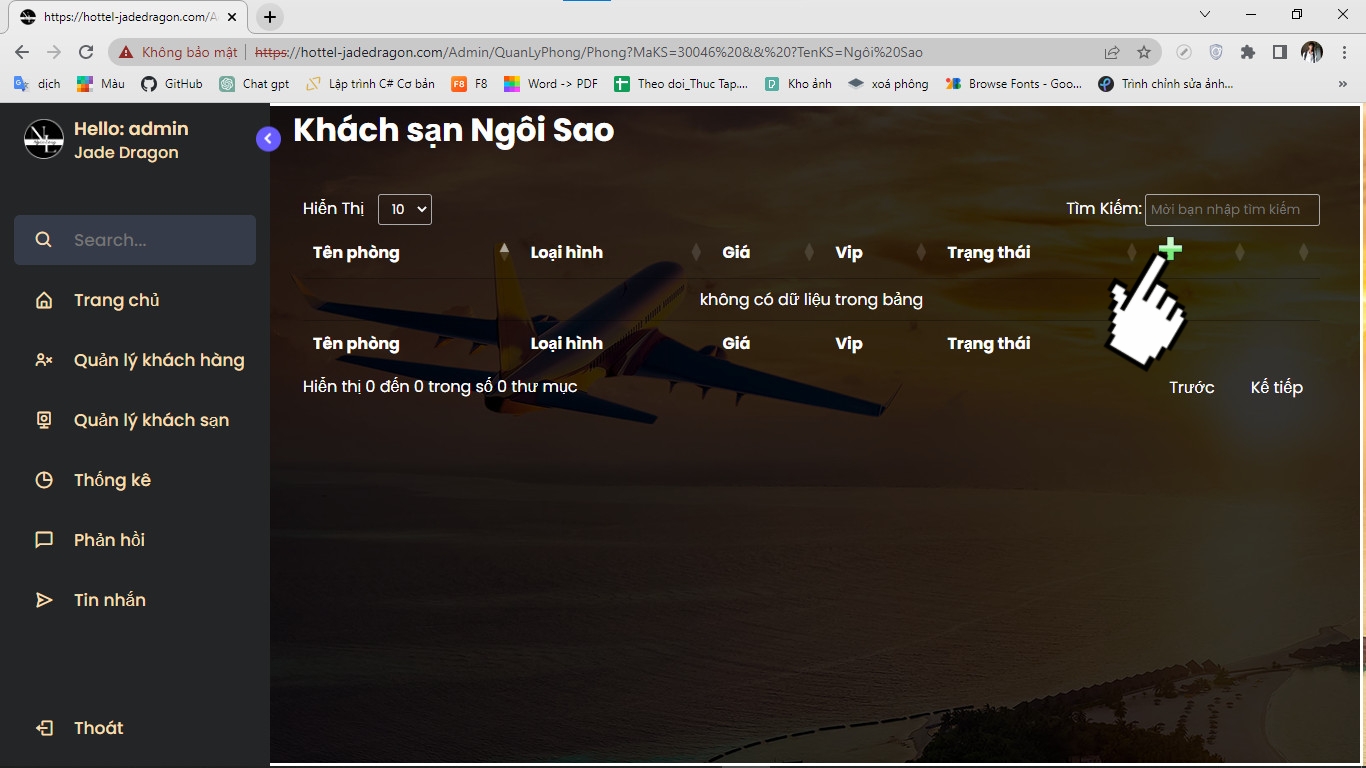 https://hottel-jadedragon.com/A
Không bảo mật | https://hottel-jadedragon.com/Admin/QuanLyPhong/Phong?MaKS=30046%20&&%20?TenKS=Ngôi%20Sao
dịch Màu GitHub Chat gpt Lập trình C# Cơ bản F8 F8 Word -> PDF Theo doi_Thuc Tap,... Kho ảnh xoá phông Browse Fonts - Goo... Trình chỉnh sửa ảnh...
Hello: admin
Jade Dragon
Search...
Trang chủ
Quản lý khách hàng
Quản lý khách sạn
Thống kê
Phản hồi
Tin nhắn
Thoát
Khách sạn Ngôi Sao
Hiễn Thị 10 Tìm Kiếm: Mời bạn nhập tìm kiếm
Tên phòng Loại hình Giá Vip Trạng thái
không có dữ liệu trong bảng
Tên phòng Loại hình Giá Vip Trạng thái
Hiễn thị 0 đến 0 trong số 0 thư mục Trước Kế tiếp